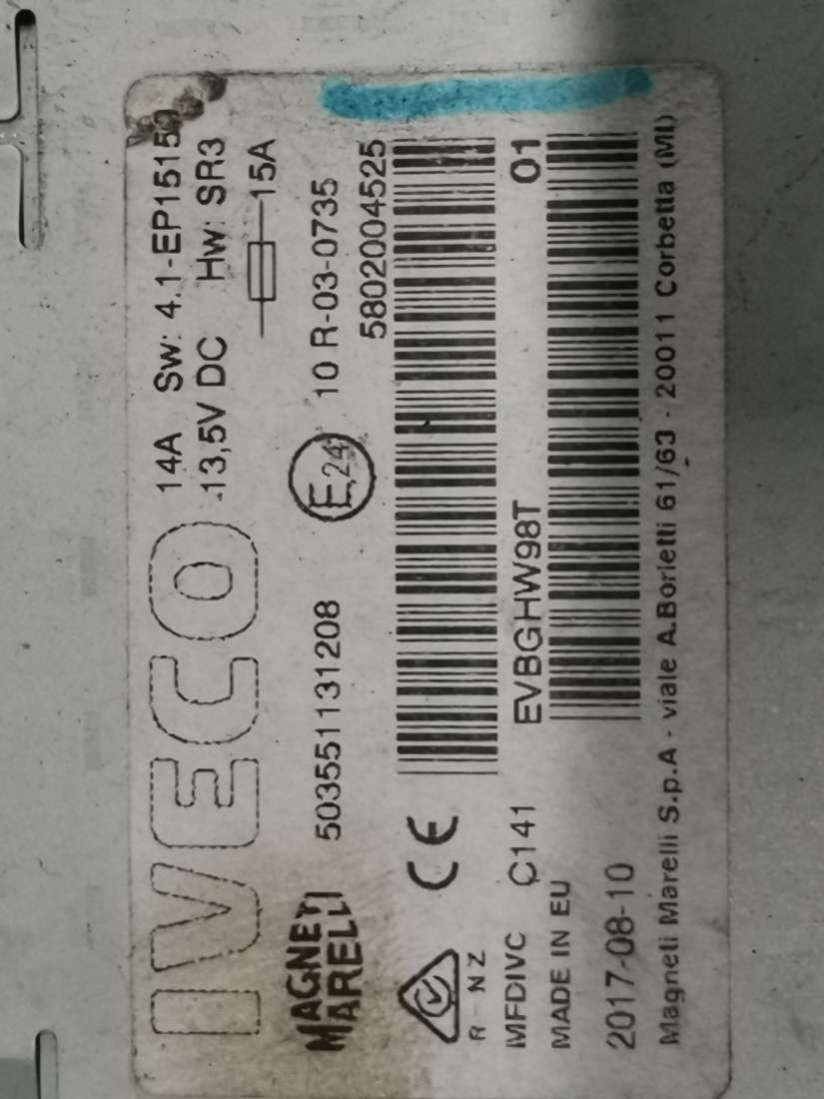 IVECO
14A Sw: 4.1-EP15159
13,5V DC HW: SR3
15A
MAGNETI
MARELLI
503551131208
E 24
10 R-03-0735
5802004525
CE
R-NZ
MFDIVC C141
EVBGHW98T 01
MADE IN EU
2017-08-10
Magneti Marelli S.p.A - viale A.Borletti 61/63 - 20011 Corbetta (MI)